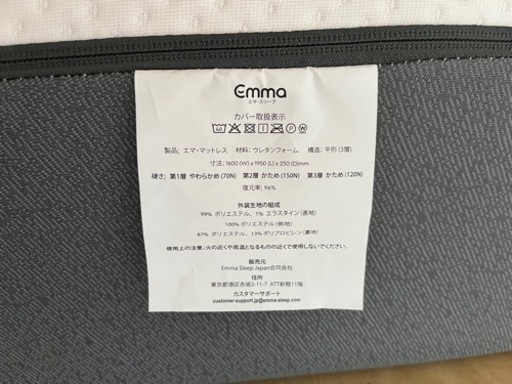 Emma
エマ・スリープ
カバー取扱表示
40 P W
製品: エマ・マットレス 材料: ウレタンフォーム 構造: 平形 (3層)
寸法: 1600 (W) x 1950 (L) x 250 (D)mm
硬さ: 第1層 やわらかめ (70N) 第2層 かため (150N) 第3層 かため (120N)
復元率: 96%
外装生地の組成
99% ポリエステル、1% エラスタイン (表地)
100% ポリエステル (側地)
87% ポリエステル、13% ポリプロピレン (裏地)
使用上の注意: 火の近くや高温となるものの近くで使用しないでください。
販売元
Emma Sleep Japan合同会社
住所
東京都港区赤坂2-11-7 ATT新館11階
カスタマーサポート
customer-support.jp@emma-sleep.com